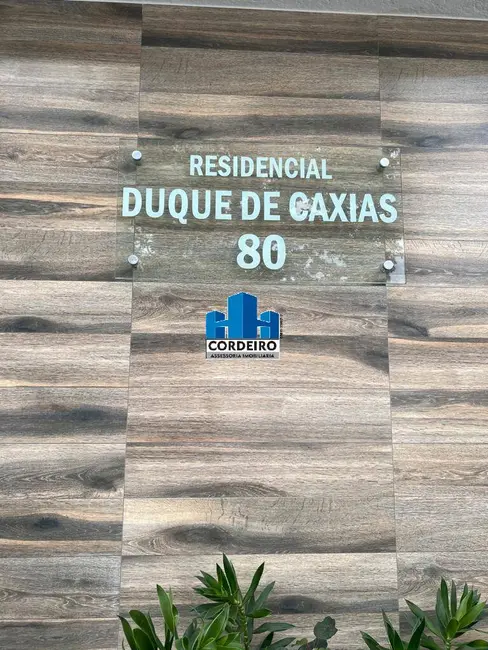 RESIDENCIAL
DUQUE DE CAXIAS
80
CORDEIRO
ASSESSORIA IMOBILIÁRIA